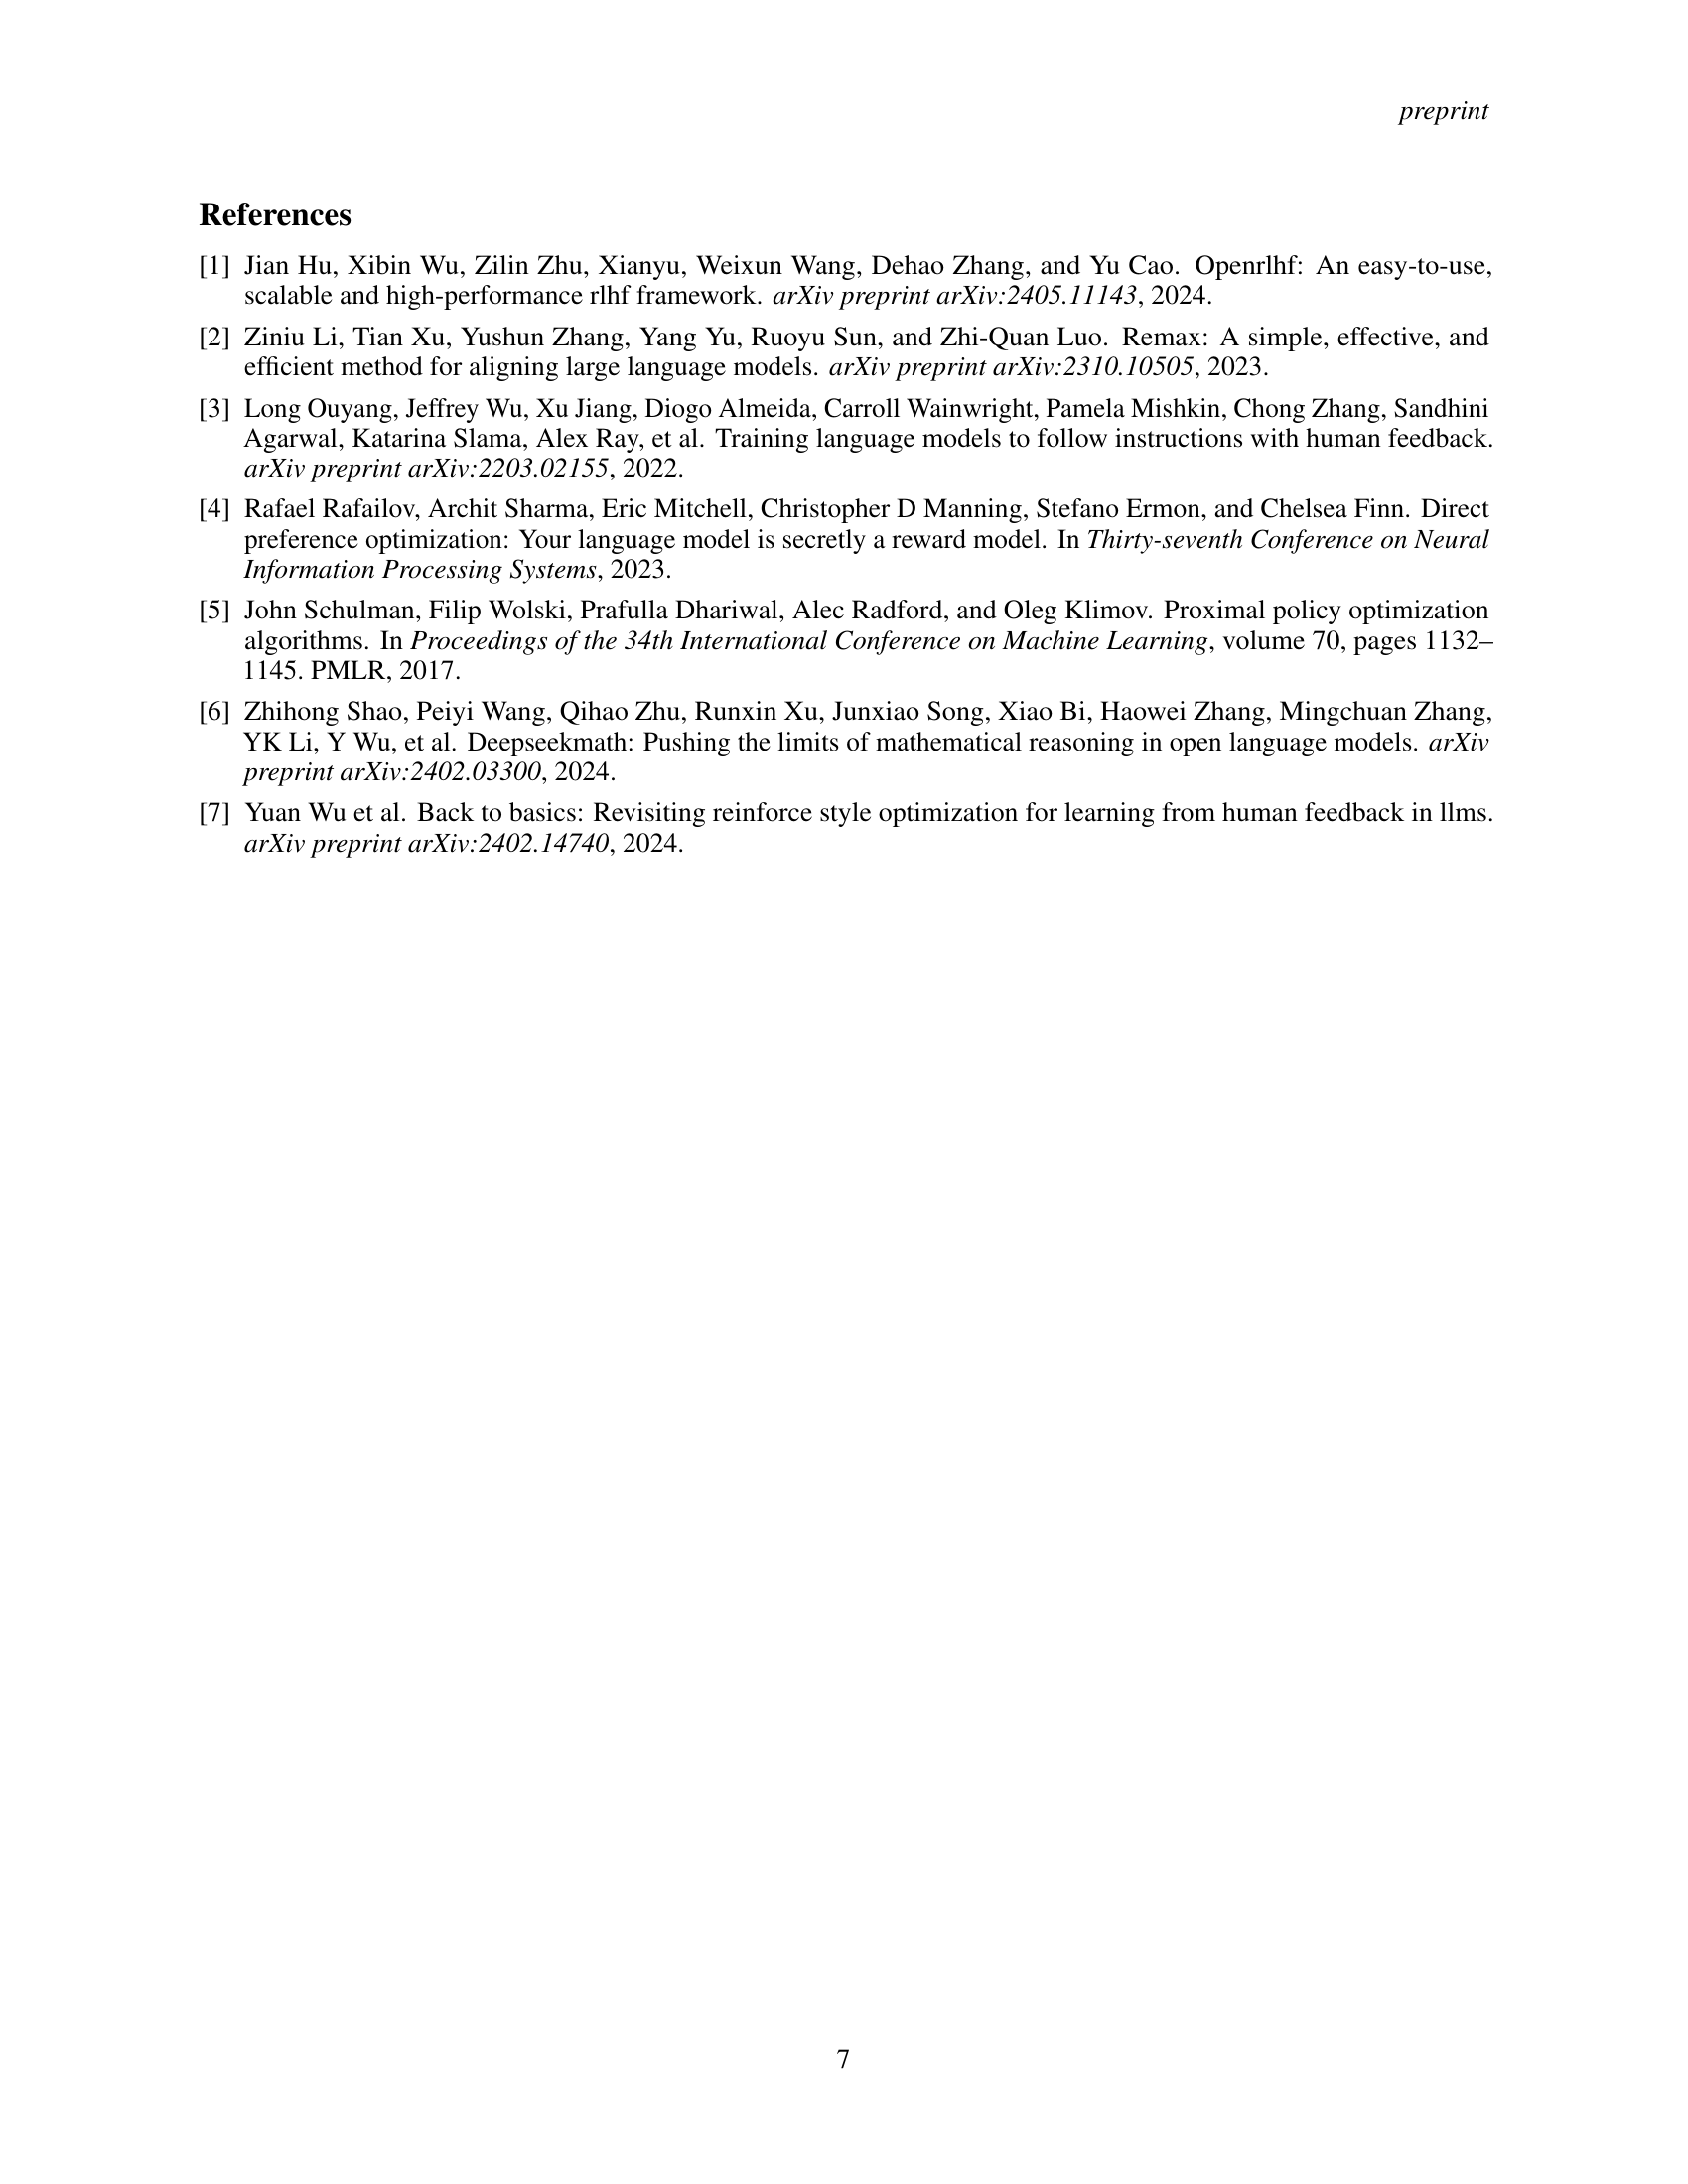 preprint
References
[1] Jian Hu, Xibin Wu, Zilin Zhu, Xianyu, Weixun Wang, Dehao Zhang, and Yu Cao. Openrlhf: An easy-to-use,
scalable and high-performance rlhf framework. arXiv preprint arXiv:2405.11143, 2024.
[2] Ziniu Li, Tian Xu, Yushun Zhang, Yang Yu, Ruoyu Sun, and Zhi-Quan Luo. Remax: A simple, effective, and
efficient method for aligning large language models. arXiv preprint arXiv:2310.10505, 2023.
[3] Long Ouyang, Jeffrey Wu, Xu Jiang, Diogo Almeida, Carroll Wainwright, Pamela Mishkin, Chong Zhang, Sandhini
Agarwal, Katarina Slama, Alex Ray, et al. Training language models to follow instructions with human feedback.
arXiv preprint arXiv:2203.02155, 2022.
[4] Rafael Rafailov, Archit Sharma, Eric Mitchell, Christopher D Manning, Stefano Ermon, and Chelsea Finn. Direct
preference optimization: Your language model is secretly a reward model. In Thirty-seventh Conference on Neural
Information Processing Systems, 2023.
[5] John Schulman, Filip Wolski, Prafulla Dhariwal, Alec Radford, and Oleg Klimov. Proximal policy optimization
algorithms. In Proceedings of the 34th International Conference on Machine Learning, volume 70, pages 1132–
1145. PMLR, 2017.
[6] Zhihong Shao, Peiyi Wang, Qihao Zhu, Runxin Xu, Junxiao Song, Xiao Bi, Haowei Zhang, Mingchuan Zhang,
YK Li, Y Wu, et al. Deepseekmath: Pushing the limits of mathematical reasoning in open language models. arXiv
preprint arXiv:2402.03300, 2024.
[7] Yuan Wu et al. Back to basics: Revisiting reinforce style optimization for learning from human feedback in llms.
arXiv preprint arXiv:2402.14740, 2024.
7